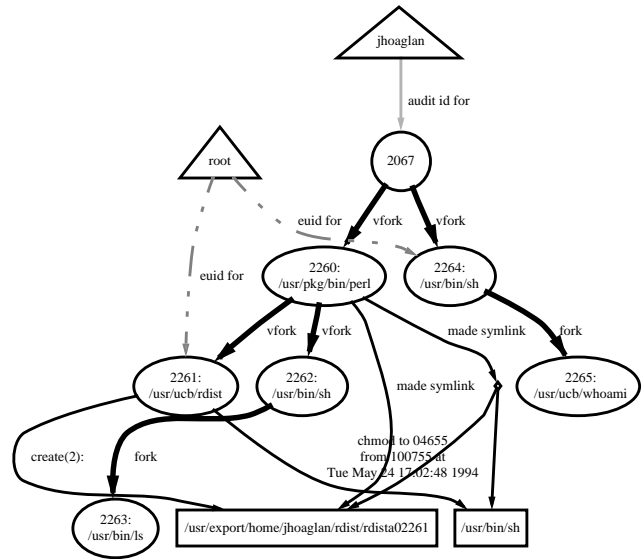 jhoaglan
audit id for
root
2067
euid for
vfork
vfork
2260:
/usr/pkg/bin/perl
2264:
/usr/bin/sh
euid for
vfork
vfork
made symlink
fork
2261:
/usr/ucb/rdist
2262:
/usr/bin/sh
made symlink
2265:
/usr/ucb/whoami
create(2):
fork
chmod to 04655
from 100755 at
Tue May 24 17:02:48 1994
2263:
/usr/bin/ls
/usr/export/home/jhoaglan/rdist/rdista02261
/usr/bin/sh